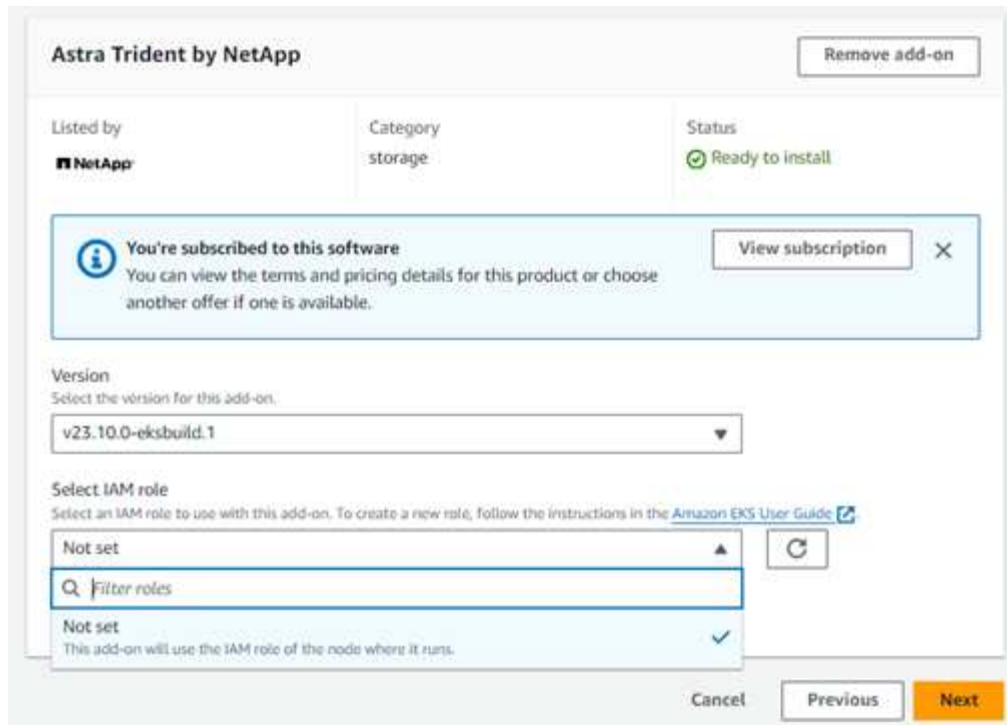 Astra Trident by NetApp
Remove add-on
Listed by
Category
Status
NetApp
storage
Ready to install
You're subscribed to this software
View subscription
You can view the terms and pricing details for this product or choose
another offer if one is available.
Version
Select the version for this add-on.
v23.10.0-eksbuild.1
Select IAM role
Select an IAM role to use with this add-on. To create a new role, follow the instructions in the Amazon EKS User Guide.
Not set
Filter roles
Not set
This add-on will use the IAM role of the node where it runs.
Cancel
Previous
Next